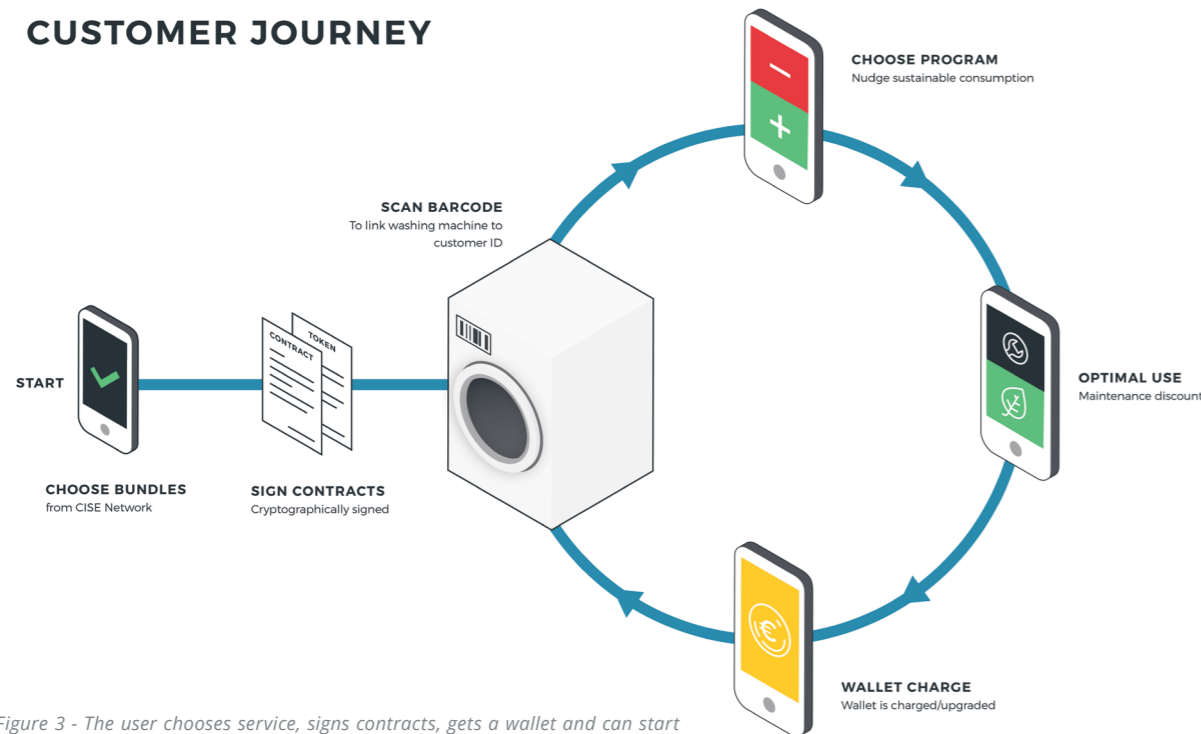 CUSTOMER JOURNEY
START
CHOOSE BUNDLES
from CISE Network
CONTRACT
TOKEN
SIGN CONTRACTS
Cryptographically signed
SCAN BARCODE
To link washing machine to
customer ID
CHOOSE PROGRAM
Nudge sustainable consumption
OPTIMAL USE
Maintenance discount
€
WALLET CHARGE
Wallet is charged/upgraded
Figure 3 - The user chooses service, signs contracts, gets a wallet and can start